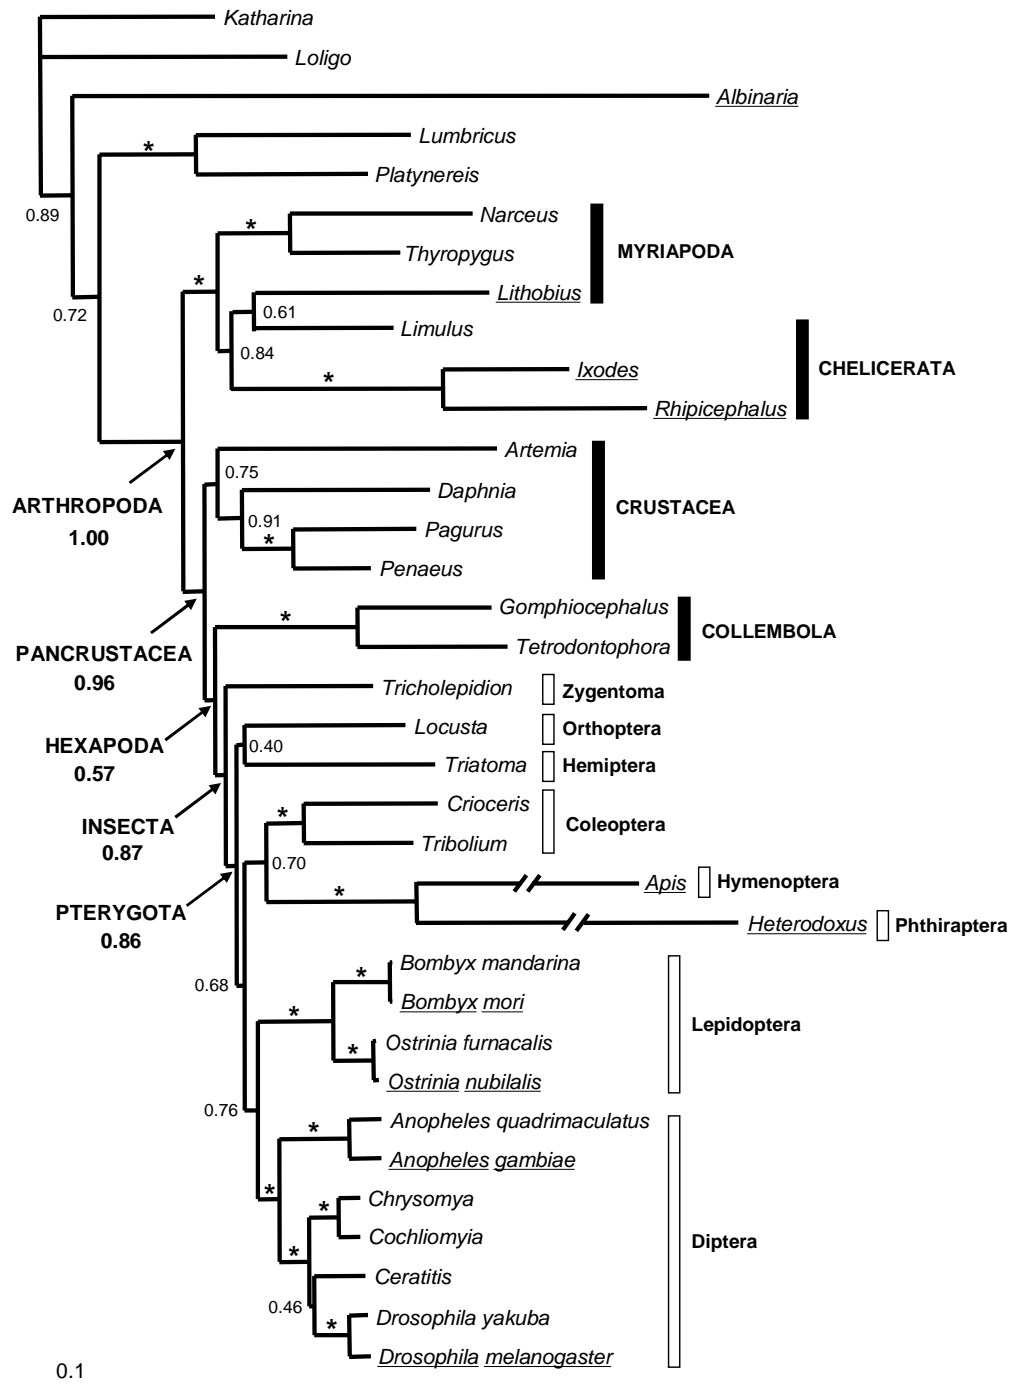 Katharina
Loligo
Albinaria
*
Lumbricus
Platynereis
0.89
*
Narceus
Thyropygus
MYRIAPODA
*
Lithobius
0.61
0.72
Limulus
0.84
*
Ixodes
CHELICERATA
Rhipicephalus
Artemia
0.75
Daphnia
ARTHROPODA
1.00
0.91
*
Pagurus
CRUSTACEA
Penaeus
*
Gomphiocephalus
COLLEMBOLA
Tetrodontophora
PANCRUSTACEA
0.96
Tricholepidion
Zygentoma
Locusta
Orthoptera
HEXAPODA
0.57
0.40
Triatoma
Hemiptera
*
Crioceris
Coleoptera
INSECTA
0.87
Tribolium
0.70
*
Apis
Hymenoptera
PTERYGOTA
0.86
Heterodoxus
Phthiraptera
0.68
*
Bombyx mandarina
Bombyx mori
*
Lepidoptera
*
Ostrinia furnacalis
Ostrinia nubilalis
0.76
*
Anopheles quadrimaculatus
Anopheles gambiae
*
*
Chrysomya
Cochliomyia
Diptera
*
Ceratitis
0.46
*
Drosophila yakuba
Drosophila melanogaster
0.1